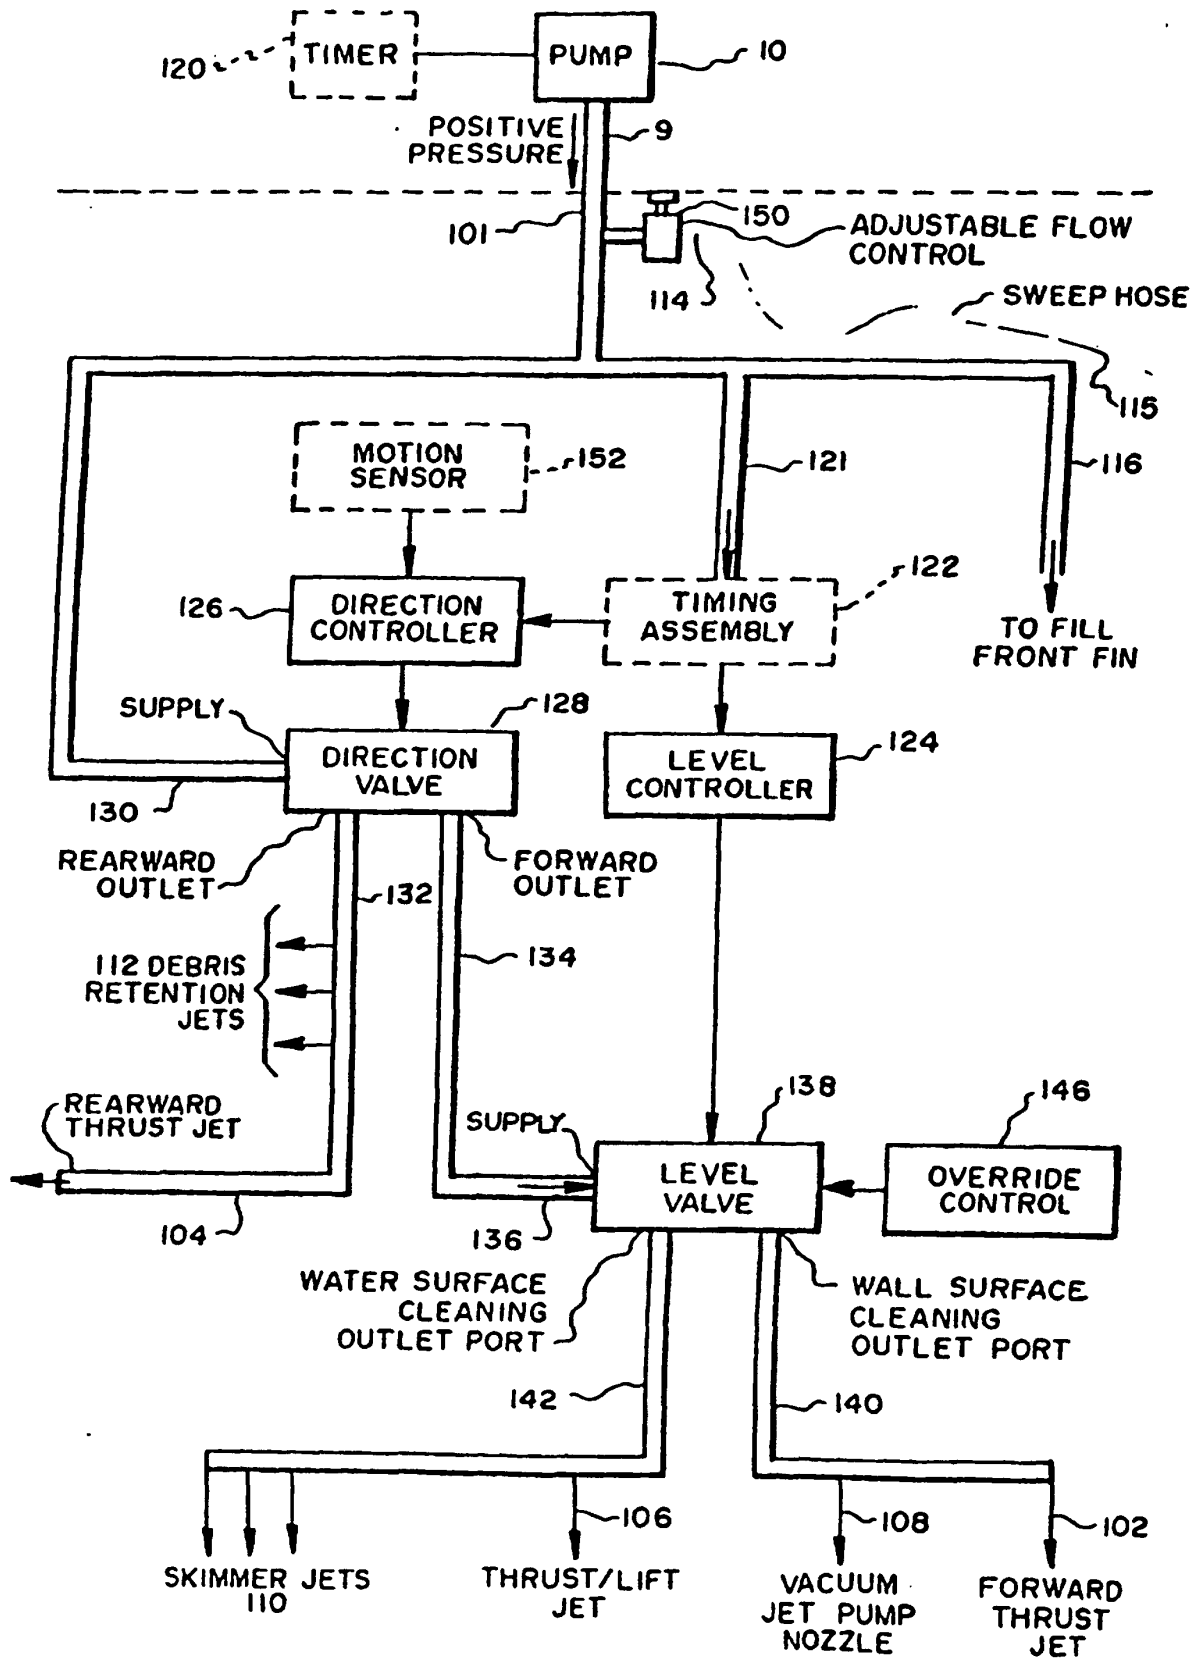 TIMER
PUMP
120
10
POSITIVE
PRESSURE
9
101
150
ADJUSTABLE FLOW
CONTROL
114
SWEEP HOSE
115
MOTION
SENSOR
152
121
116
126
DIRECTION
CONTROLLER
TIMING
ASSEMBLY
122
TO FILL
FRONT FIN
SUPPLY
128
DIRECTION
VALVE
LEVEL
CONTROLLER
124
130
REARWARD
OUTLET
132
FORWARD
OUTLET
112 DEBRIS
RETENTION
JETS
134
REARWARD
THRUST JET
104
SUPPLY
138
146
LEVEL
VALVE
OVERRIDE
CONTROL
136
WATER SURFACE
CLEANING
OUTLET PORT
WALL SURFACE
CLEANING
OUTLET PORT
142
140
106
108
102
SKIMMER JETS
110
THRUST/LIFT
JET
VACUUM
JET PUMP
NOZZLE
FORWARD
THRUST
JET